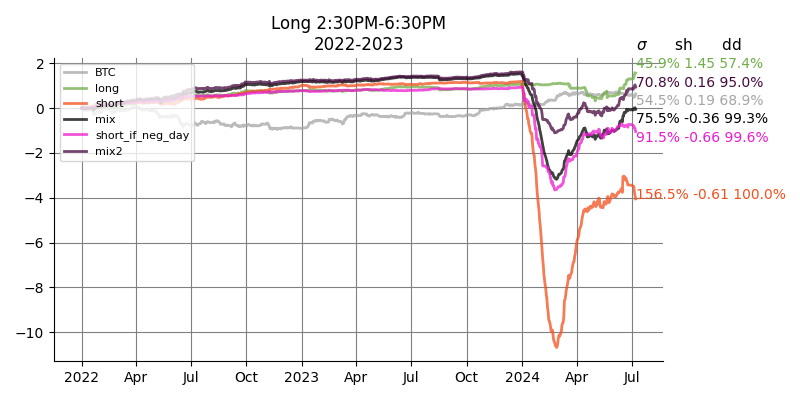 Long 2:30PM-6:30PM
2022-2023
σ sh dd
45.9% 1.45 57.4%
70.8% 0.16 95.0%
54.5% 0.19 68.9%
75.5% -0.36 99.3%
91.5% -0.66 99.6%
156.5% -0.61 100.0%
BTC
long
short
mix
short_if_neg_day
mix2
2
0
−2
−4
−6
−8
−10
2022 Apr Jul Oct 2023 Apr Jul Oct 2024 Apr Jul